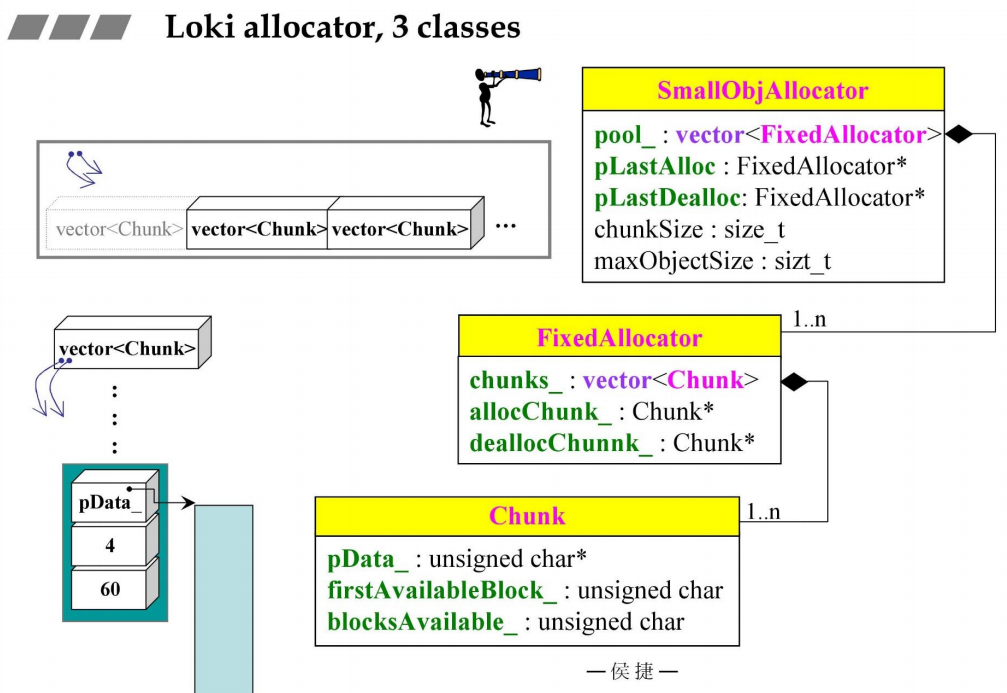 Loki allocator, 3 classes
SmallObjAllocator
pool_ : vector<FixedAllocator>
pLastAlloc : FixedAllocator*
pLastDealloc: FixedAllocator*
chunkSize : size_t
maxObjectSize : sizt_t
vector<Chunk> vector<Chunk> vector<Chunk> ...
1..n
FixedAllocator
chunks_ : vector<Chunk>
allocChunk_ : Chunk*
deallocChunnk_ : Chunk*
vector<Chunk>
pData_
4
60
1..n
Chunk
pData_ : unsigned char*
firstAvailableBlock_ : unsigned char
blocksAvailable_ : unsigned char
—侯捷—